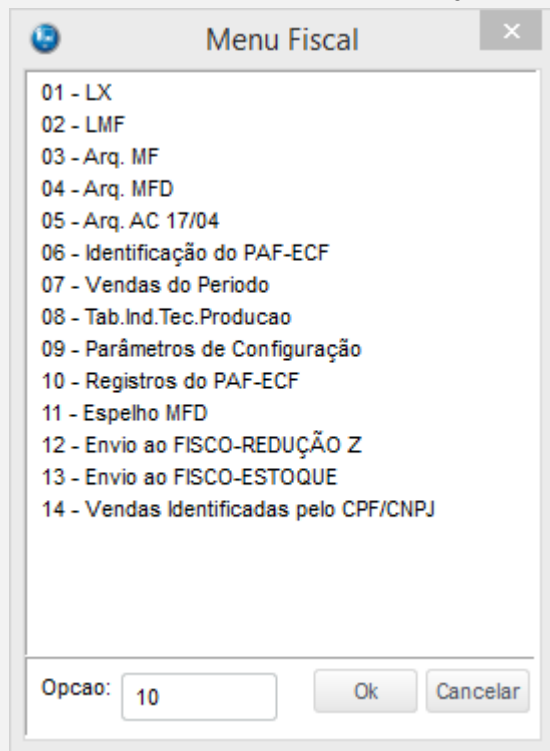 Menu Fiscal
01 - LX
02 - LMF
03 - Arq. MF
04 - Arq. MFD
05 - Arq. AC 17/04
06 - Identificação do PAF-ECF
07 - Vendas do Periodo
08 - Tab.Ind.Tec.Producao
09 - Parâmetros de Configuração
10 - Registros do PAF-ECF
11 - Espelho MFD
12 - Envio ao FISCO-REDUÇÃO Z
13 - Envio ao FISCO-ESTOQUE
14 - Vendas Identificadas pelo CPF/CNPJ
Opcao: 10 Ok Cancelar